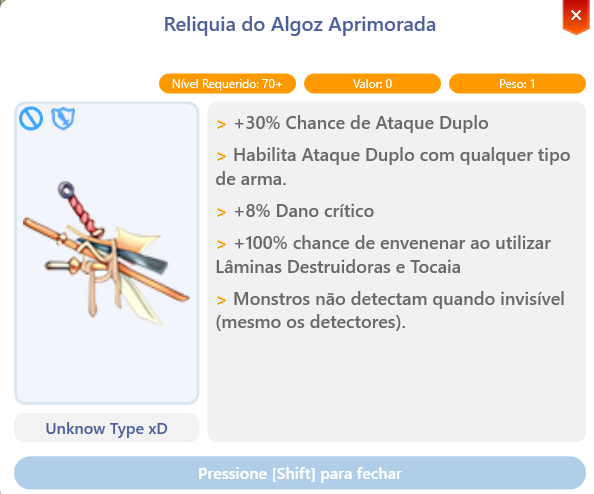 Reliquia do Algoz Aprimorada
Nível Requerido: 70+
Valor: 0
Peso: 1
> +30% Chance de Ataque Duplo
> Habilita Ataque Duplo com qualquer tipo
de arma.
> +8% Dano crítico
> +100% chance de envenenar ao utilizar
Lâminas Destruidoras e Tocaia
> Monstros não detectam quando invisível
(mesmo os detectores).
Unknow Type xD
Pressione [Shift] para fechar